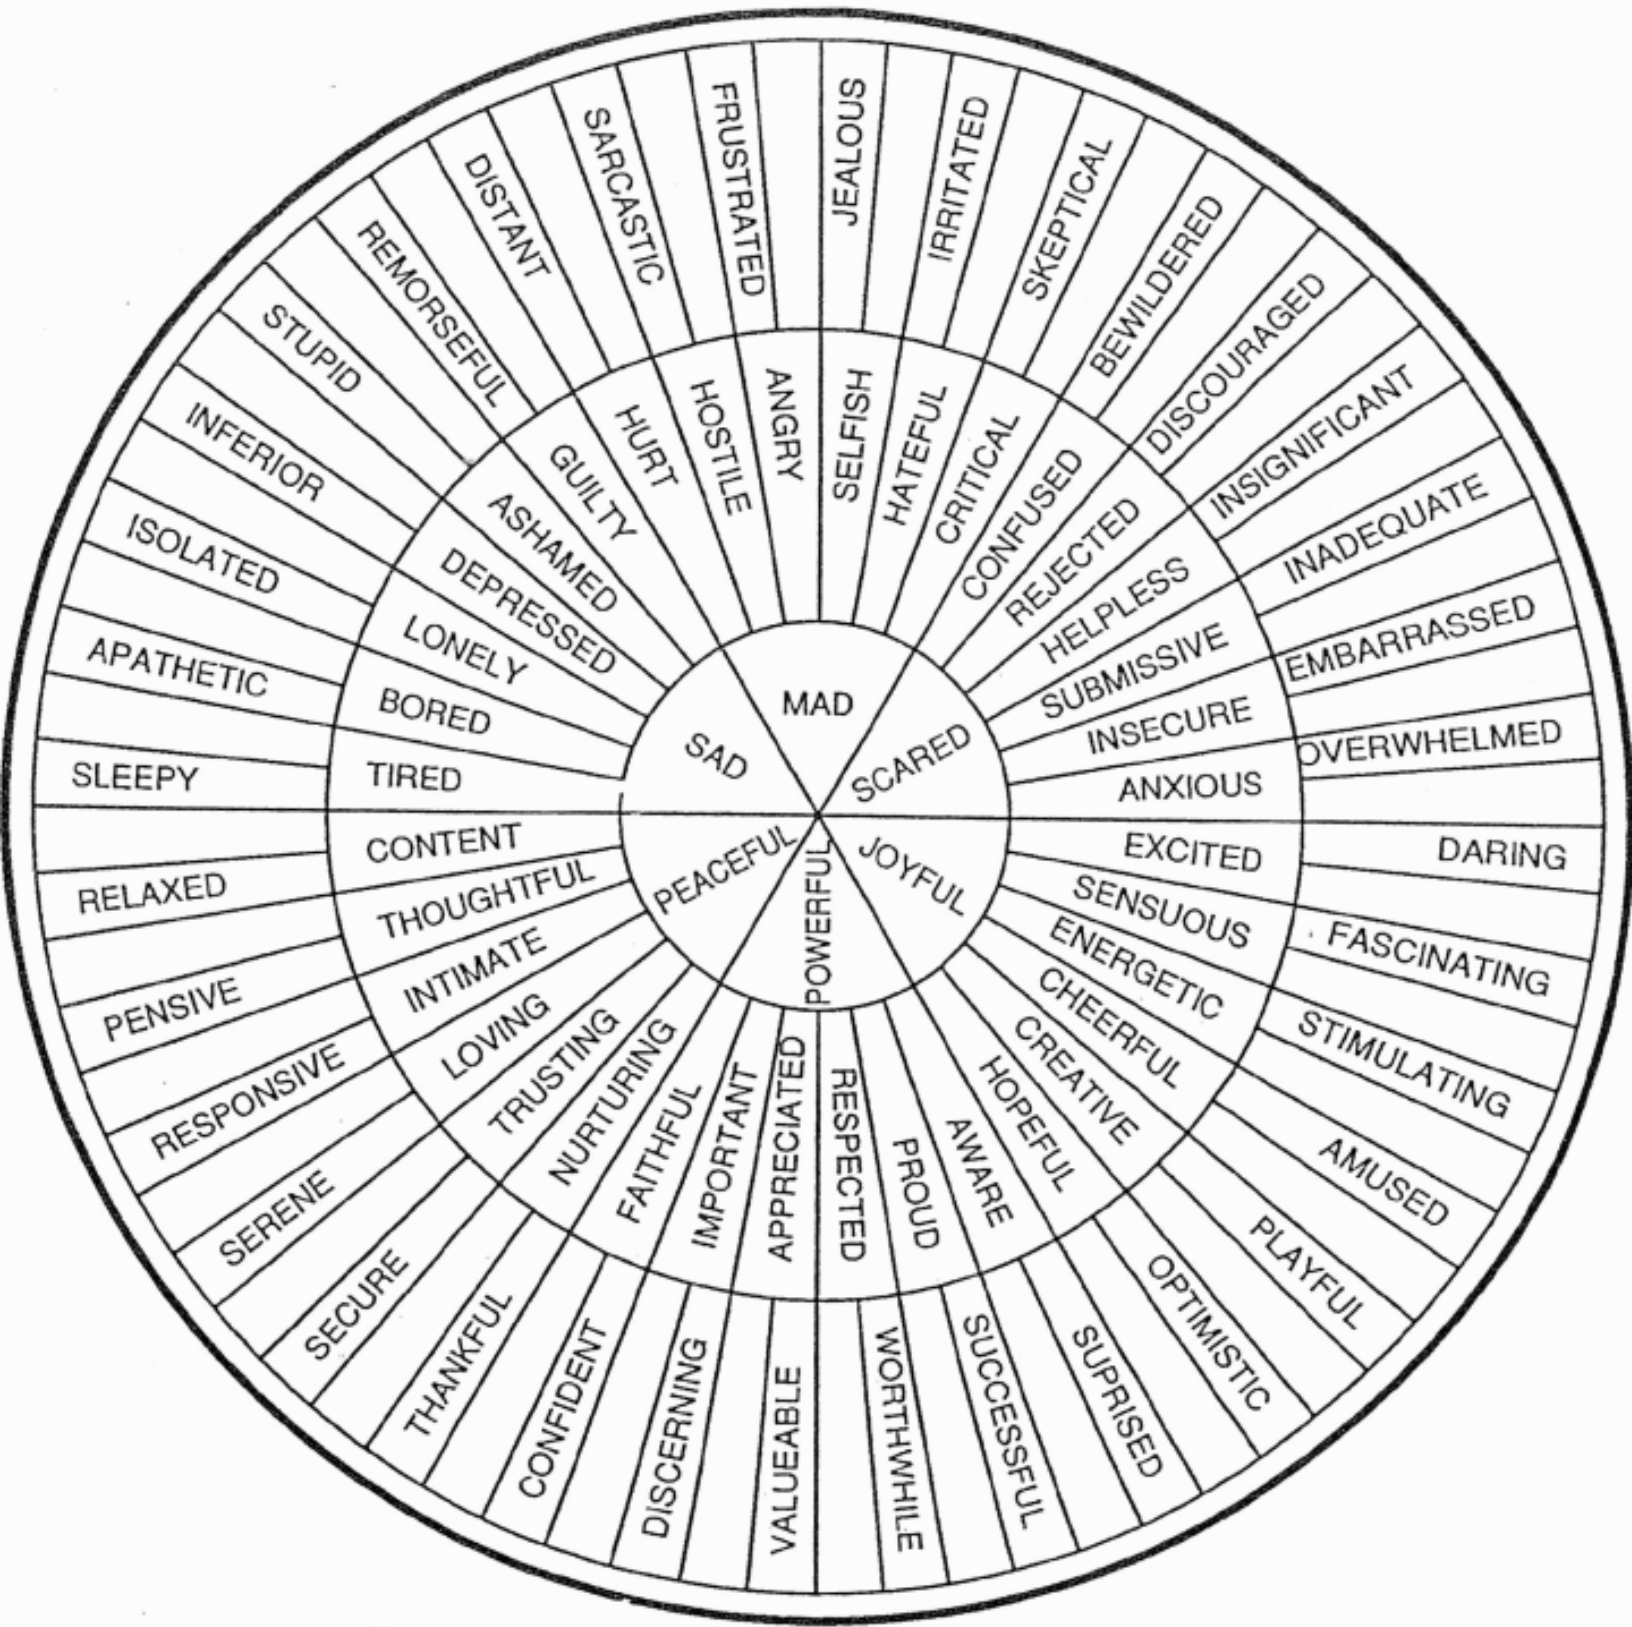 MAD
SCARED
JOYFUL
POWERFUL
PEACEFUL
SAD
SELFISH
HATEFUL
CRITICAL
CONFUSED
REJECTED
HELPLESS
SUBMISSIVE
INSECURE
ANXIOUS
EXCITED
SENSUOUS
ENERGETIC
CHEERFUL
CREATIVE
HOPEFUL
AWARE
PROUD
RESPECTED
APPRECIATED
IMPORTANT
FAITHFUL
NURTURING
TRUSTING
LOVING
INTIMATE
THOUGHTFUL
CONTENT
TIRED
BORED
LONELY
DEPRESSED
ASHAMED
GUILTY
HURT
HOSTILE
ANGRY
JEALOUS
IRRITATED
SKEPTICAL
BEWILDERED
DISCOURAGED
INSIGNIFICANT
INADEQUATE
EMBARRASSED
OVERWHELMED
DARING
FASCINATING
STIMULATING
AMUSED
PLAYFUL
OPTIMISTIC
SUPRISED
SUCCESSFUL
WORTHWHILE
VALUEABLE
DISCERNING
CONFIDENT
THANKFUL
SECURE
SERENE
RESPONSIVE
PENSIVE
RELAXED
SLEEPY
APATHETIC
ISOLATED
INFERIOR
STUPID
REMORSEFUL
DISTANT
SARCASTIC
FRUSTRATED